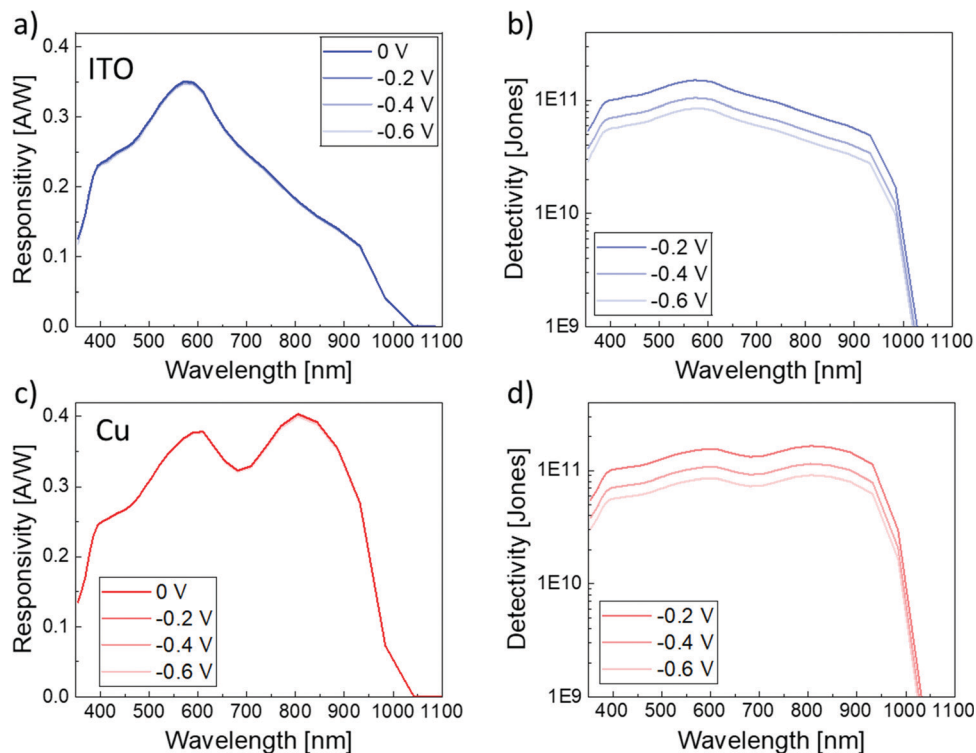 a)
ITO
0 V
-0.2 V
-0.4 V
-0.6 V
Responsitivy [A/W]
0.4
0.3
0.2
0.1
0.0
400 500 600 700 800 900 1000 1100
Wavelength [nm]
b)
Detectivity [Jones]
1E11
1E10
1E9
-0.2 V
-0.4 V
-0.6 V
400 500 600 700 800 900 1000 1100
Wavelength [nm]
c)
Cu
Responsivity [A/W]
0.4
0.3
0.2
0.1
0.0
0 V
-0.2 V
-0.4 V
-0.6 V
400 500 600 700 800 900 1000 1100
Wavelength [nm]
d)
Detectivity [Jones]
1E11
1E10
1E9
-0.2 V
-0.4 V
-0.6 V
400 500 600 700 800 900 1000 1100
Wavelength [nm]